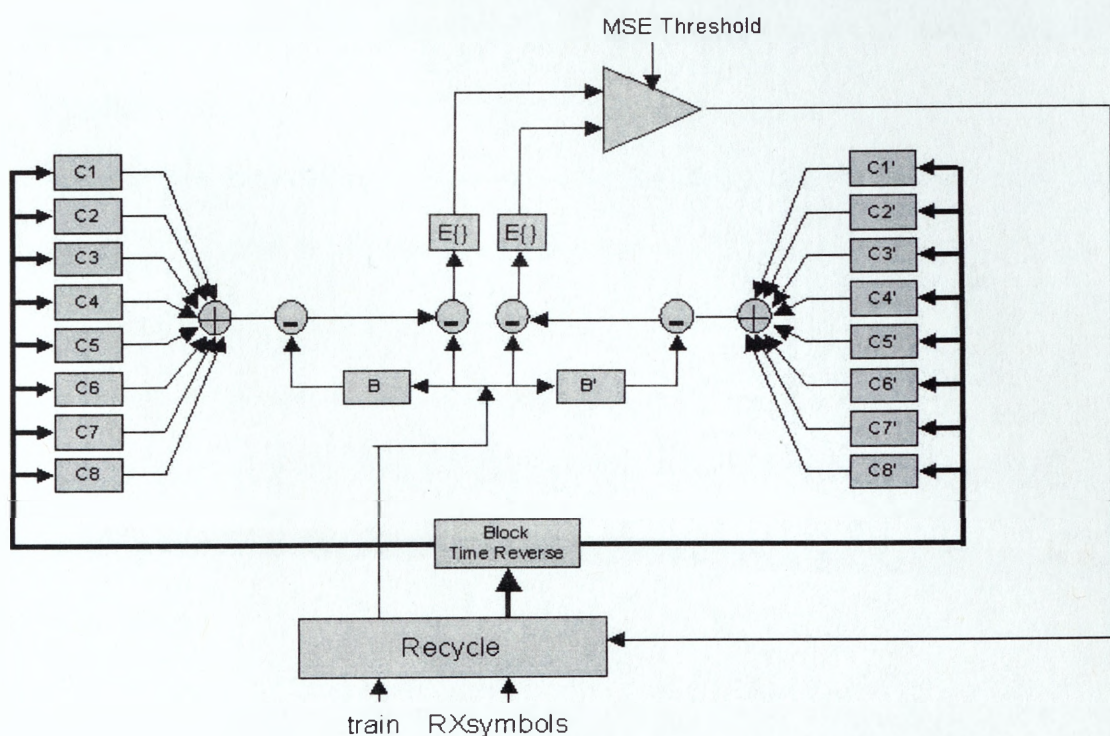 MSE Threshold
C1
C2
C3
C4
C5
C6
C7
C8
E{}
E{}
C1'
C2'
C3'
C4'
C5'
C6'
C7'
C8'
+
-
-
-
-
+
B
B'
Block
Time Reverse
Recycle
train
RXsymbols